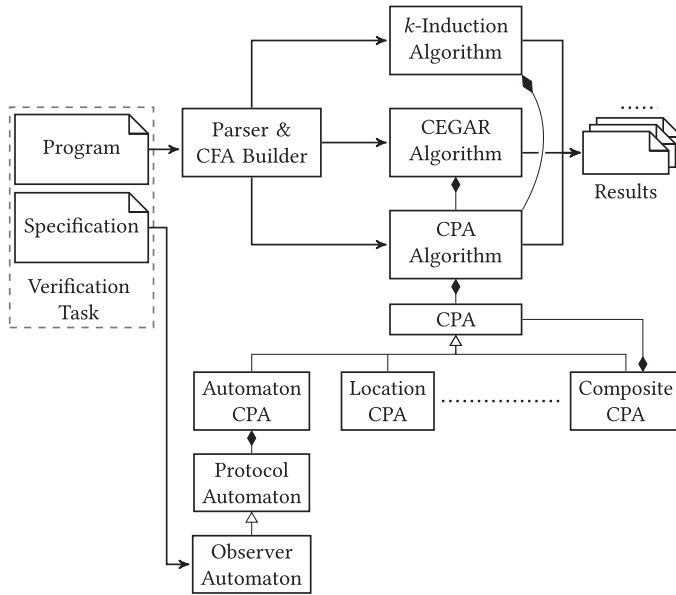 k-Induction
Algorithm
Parser &
CFA Builder
CEGAR
Algorithm
Program
Results
Specification
CPA
Algorithm
Verification
Task
CPA
Automaton
CPA
Location
CPA
Composite
CPA
Protocol
Automaton
Observer
Automaton